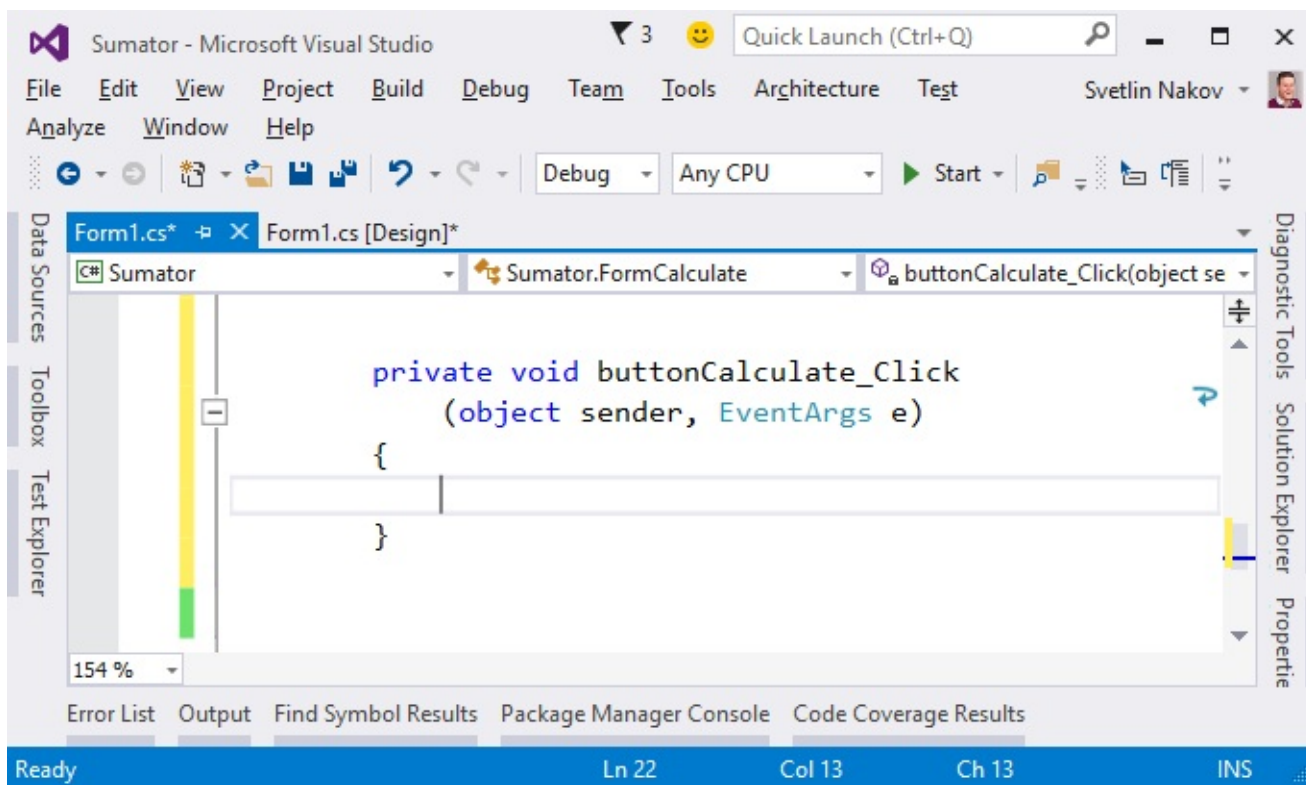 Sumator - Microsoft Visual Studio 3 Quick Launch (Ctrl+Q)
File Edit View Project Build Debug Team Tools Architecture Test Svetlin Nakov
Analyze Window Help
Debug Any CPU Start
Form1.cs* Form1.cs [Design]*
C# Sumator Sumator.FormCalculate buttonCalculate_Click(object se
private void buttonCalculate_Click
(object sender, EventArgs e)
{
}
154 %
Data Sources
Toolbox
Test Explorer
Diagnostic Tools
Solution Explorer
Propertie
Error List Output Find Symbol Results Package Manager Console Code Coverage Results
Ready Ln 22 Col 13 Ch 13 INS